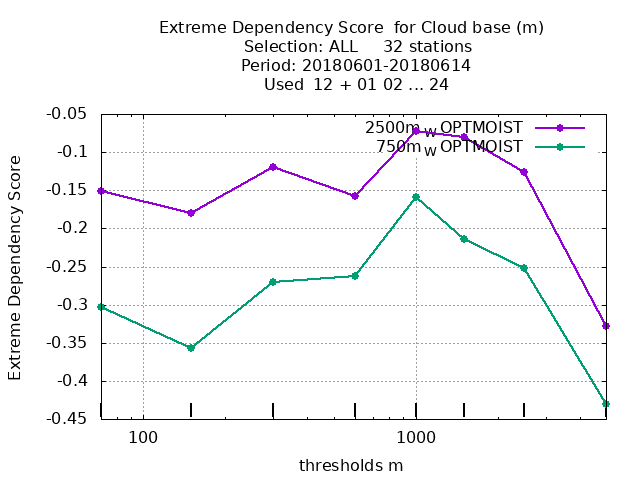 Extreme Dependency Score  for Cloud base (m)
Selection: ALL     32 stations
Period: 20180601-20180614
Used  12 + 01 02 ... 24
2500m_W OPTMOIST
750m_W OPTMOIST
Extreme Dependency Score
-0.05
-0.1
-0.15
-0.2
-0.25
-0.3
-0.35
-0.4
-0.45
100 1000
thresholds m